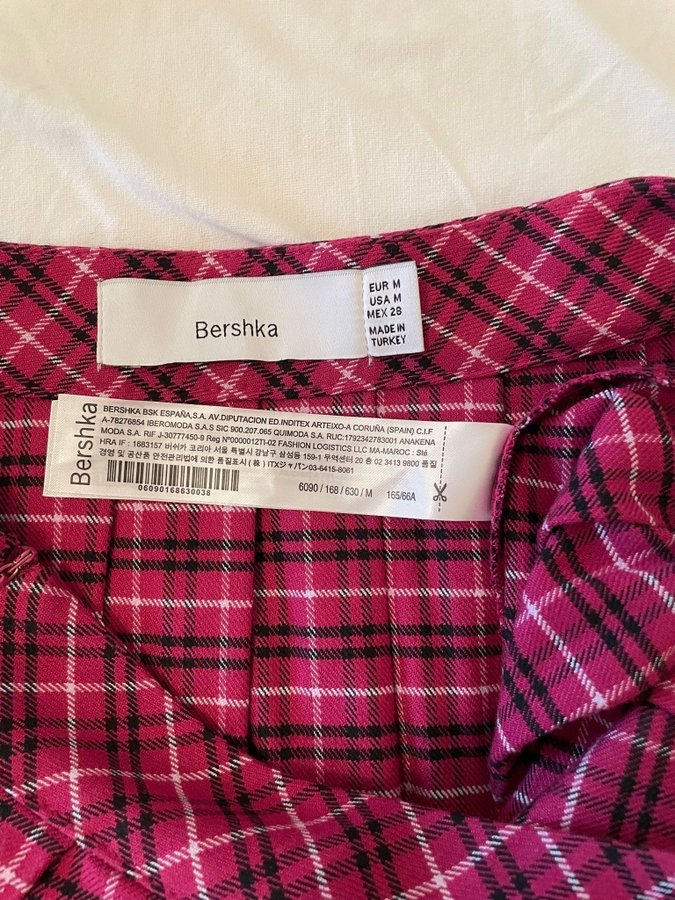 Bershka
EUR M
USA M
MEX 28
MADE IN
TURKEY
Bershka
BERSHKA BSK ESPAÑA,S.A. AV.DIPUTACION ED.INDITEX ARTEIXO-A CORUÑA (SPAIN) C.I.F
A-78276854 IBEROMODA S.A.S SIC 900.207.065 QUIMODA S.A. RUC:1792342783001 ANAKENA
MODA S.A. RIF J-30777450-9 Reg Nº0000012TI-02 FASHION LOGISTICS LLC MA-MAROC : Sté
HRA IF : 1683157 버쉬카 코리아 서울 특별시 강남구 삼성동 159-1 무역센타 20 층 02 3413 9800 품질
경영 및 공산품 안전관리법에 의한 품질표시 ( 株 ) ITXジャパン03-6415-8061
06090168630038
6090 / 168 / 630 / M
165/66A